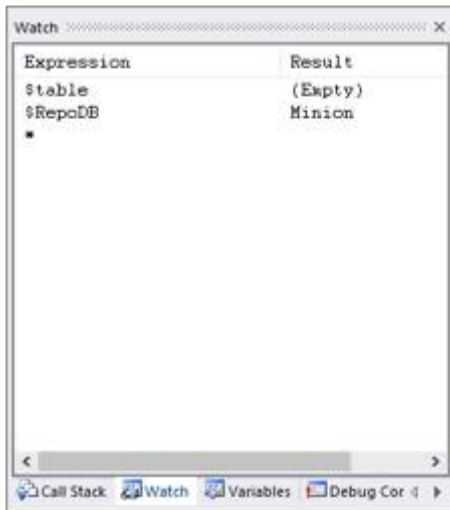 Watch
Expression Result
$table (Empty)
$RepoDB Minion
*
Call Stack Watch Variables Debug Cor